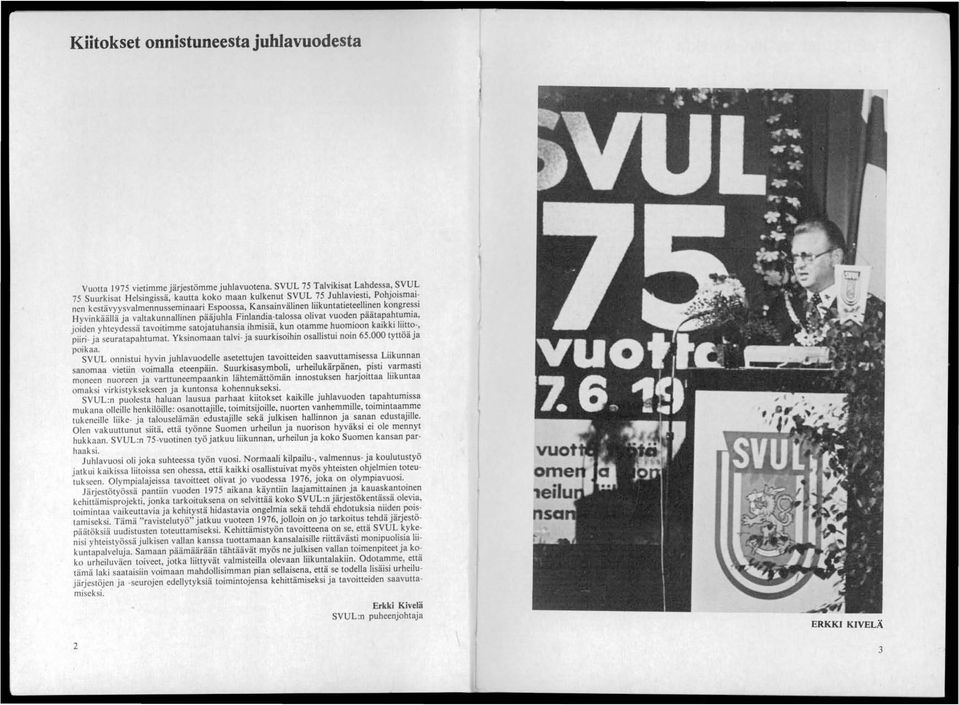 Kiitokset onnistuneesta juhlavuodesta
Vuotta 1975 vietimme järjestömme juhlavuotena. SVUL 75 Talvikisat Lahdessa, SVUL
75 Suurkisat Helsingissä, kautta koko maan kulkenut SVUL 75 Juhlaviesti, Pohjoismai-
nen kestävyysvalmennusseminaari Espoossa, Kansainvälinen liikuntatieteellinen kongressi
Hyvinkäällä ja valtakunnallinen pääjuhla Finlandia-talossa olivat vuoden päätapahtumia,
joiden yhteydessä tavoitimme satojatuhansia ihmisiä, kun otamme huomioon kaikki liitto-,
piiri- ja seuratapahtumat. Yksinomaan talvi- ja suurkisoihin osallistui noin 65.000 tyttöä ja
poikaa.
SVUL onnistui hyvin juhlavuodelle asetettujen tavoitteiden saavuttamisessa Liikunnan
sanomaa vietiin voimalla eteenpäin. Suurkisasymboli, urheilukärpänen, pisti varmasti
moneen nuoreen ja varttuneempaankin lähtemättömän innostuksen harjoittaa liikuntaa
omaksi virkistyksekseen ja kuntonsa kohennukseksi.
SVUL:n puolesta haluan lausua parhaat kiitokset kaikille juhlavuoden tapahtumissa
mukana olleille henkilöille: osanottajille, toimitsijoille, nuorten vanhemmille, toimintaamme
tukeneille liike- ja talouselämän edustajille sekä julkisen hallinnon ja sanan edustajille.
Olen vakuuttunut siitä, että työnne Suomen urheilun ja nuorison hyväksi ei ole mennyt
hukkaan. SVUL:n 75-vuotinen työ jatkuu liikunnan, urheilun ja koko Suomen kansan par-
haaksi.
Juhlavuosi oli joka suhteessa työn vuosi. Normaali kilpailu-, valmennus- ja koulutustyö
jatkui kaikissa liitoissa sen ohessa, että kaikki osallistuivat myös yhteisten ohjelmien toteu-
tukseen. Olympialajeissa tavoitteet olivat jo vuodessa 1976, joka on olympiavuosi.
Järjestötyössä pantiin vuoden 1975 aikana käyntiin laajamittainen ja kauaskantoinen
kehittämisprojekti, jonka tarkoituksena on selvittää koko SVUL:n järjestökentässä olevia,
toimintaa vaikeuttavia ja kehitystä hidastavia ongelmia sekä tehdä ehdotuksia niiden pois-
tamiseksi. Tämä "ravistelutyö" jatkuu vuoteen 1976, jolloin on jo tarkoitus tehdä järjestö-
päätöksiä uudistusten toteuttamiseksi. Kehittämistyön tavoitteena on se, että SVUL kyke-
nisi yhteistyössä julkisen vallan kanssa tuottamaan kansalaisille riittävästi monipuolisia lii-
kuntapalveluja. Samaan päämäärään tähtäävät myös ne julkisen vallan toimenpiteet ja ko-
ko urheiluväen toiveet, jotka liittyvät valmisteilla olevaan liikuntalakiin. Odotamme, että
tämä laki saataisiin voimaan mahdollisimman pian sellaisena, että se todella lisäisi urheilu-
järjestöjen ja -seurojen edellytyksiä toimintojensa kehittämiseksi ja tavoitteiden saavutta-
miseksi.
Erkki Kivelä
SVUL:n puheenjohtaja
2
SVUL
75
7. 6. 19
SVUL
ERKKI KIVELÄ
3